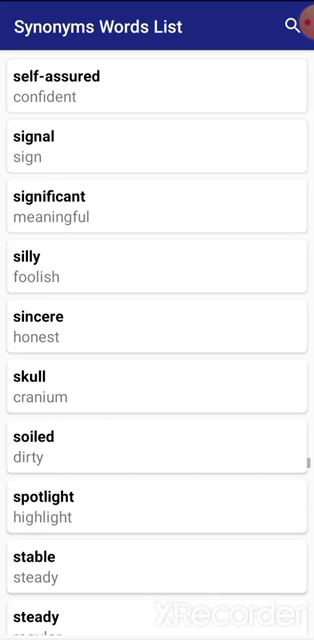 Synonyms Words List
self-assured
confident
signal
sign
significant
meaningful
silly
foolish
sincere
honest
skull
cranium
soiled
dirty
spotlight
highlight
stable
steady
steady
regular
XRecorder